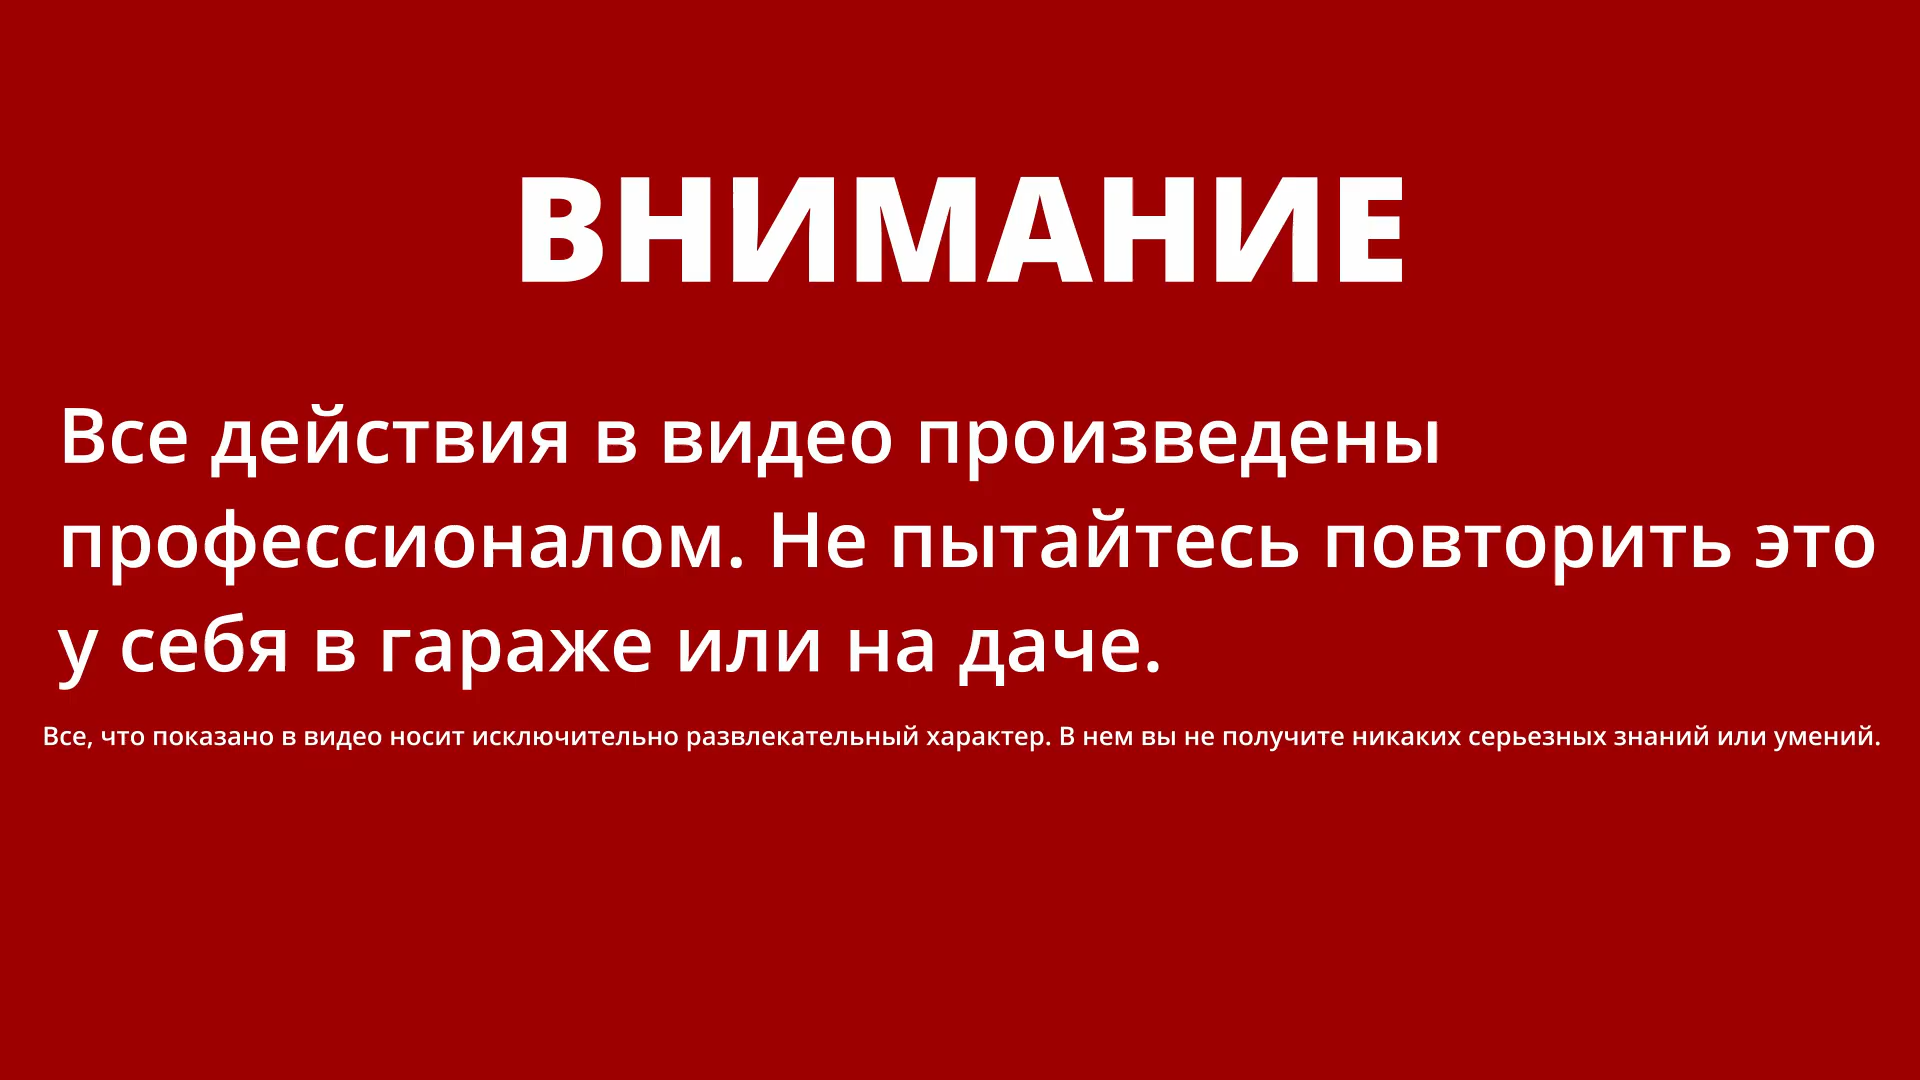 ВНИМАНИЕ
Все действия в видео произведены
профессионалом. Не пытайтесь повторить это
у себя в гараже или на даче.
Все, что показано в видео носит исключительно развлекательный характер. В нем вы не получите никаких серьезных знаний или умений.